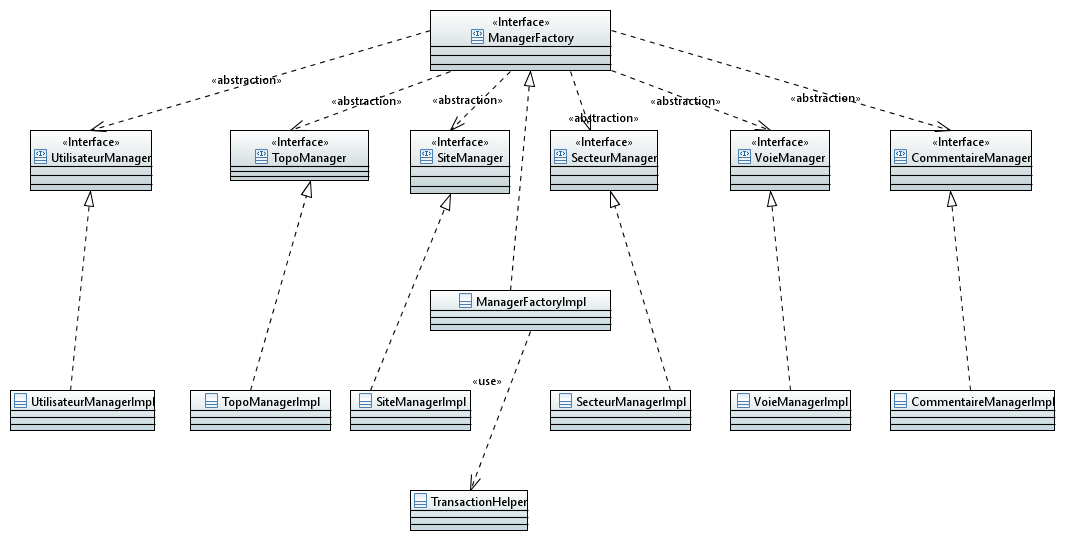 «Interface»
ManagerFactory
«abstraction»
«abstraction»
«abstraction»
«abstraction»
«abstraction»
«abstraction»
«Interface»
UtilisateurManager
«Interface»
TopoManager
«Interface»
SiteManager
«Interface»
SecteurManager
«Interface»
VoieManager
«Interface»
CommentaireManager
ManagerFactoryImpl
«use»
UtilisateurManagerImpl
TopoManagerImpl
SiteManagerImpl
SecteurManagerImpl
VoieManagerImpl
CommentaireManagerImpl
TransactionHelper